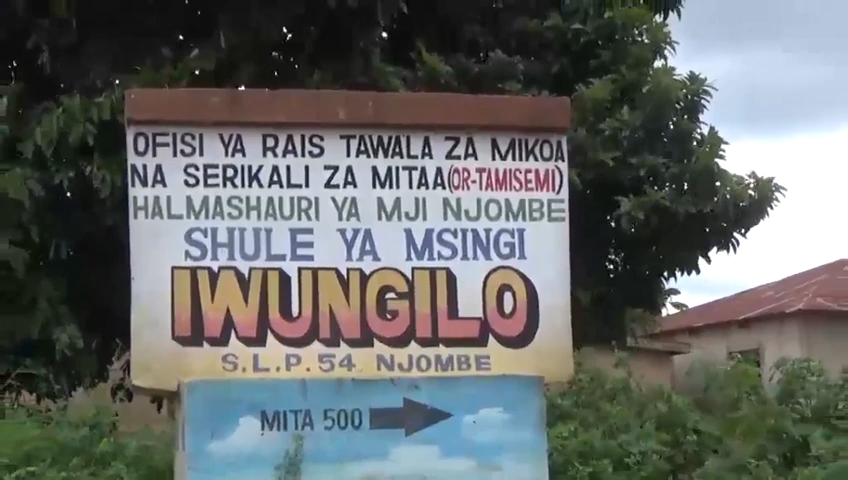 OFISI YA RAIS TAWALA ZA MIKOA
NA SERIKALI ZA MITAA(OR-TAMISEMI)
HALMASHAURI YA MJI NJOMBE
SHULE YA MSINGI
IWUNGILO
S.L.P. 54 NJOMBE
MITA 500